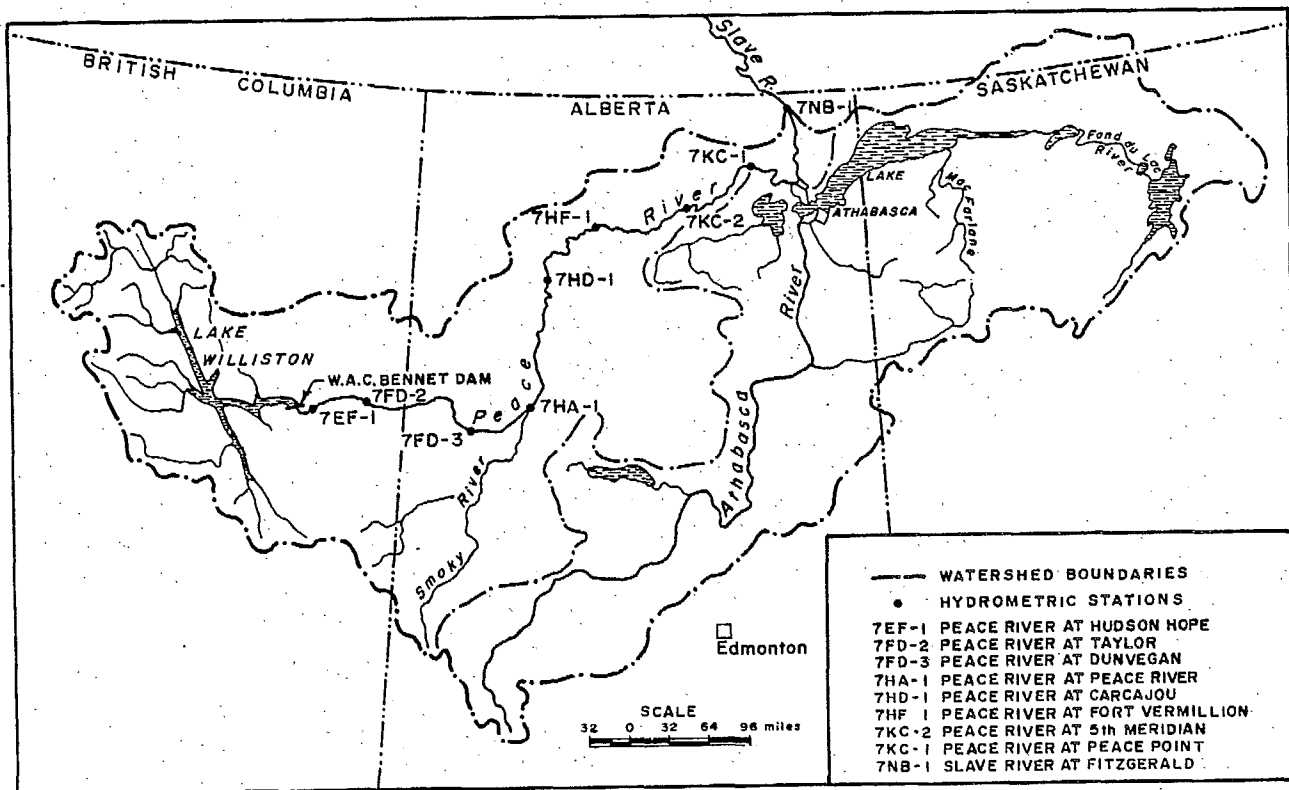 Slave R.
BRITISH COLUMBIA
ALBERTA
SASKATCHEWAN
7NB-1
7KC-1
Fond du Lac River
LAKE ATHABASCA
MacFarlane
River
7KC-2
7HF-1
7HD-1
LAKE WILLISTON
W.A.C. BENNET DAM
7FD-2
7EF-1
Peace
7HA-1
7FD-3
River
Athabasca
River
Smoky
Edmonton
SCALE
32 0 32 64 96 miles
WATERSHED BOUNDARIES
HYDROMETRIC STATIONS
7EF-1 PEACE RIVER AT HUDSON HOPE
7FD-2 PEACE RIVER AT TAYLOR
7FD-3 PEACE RIVER AT DUNVEGAN
7HA-1 PEACE RIVER AT PEACE RIVER
7HD-1 PEACE RIVER AT CARCAJOU
7HF 1 PEACE RIVER AT FORT VERMILLION
7KC-2 PEACE RIVER AT 5th MERIDIAN
7KC-1 PEACE RIVER AT PEACE POINT
7NB-1 SLAVE RIVER AT FITZGERALD